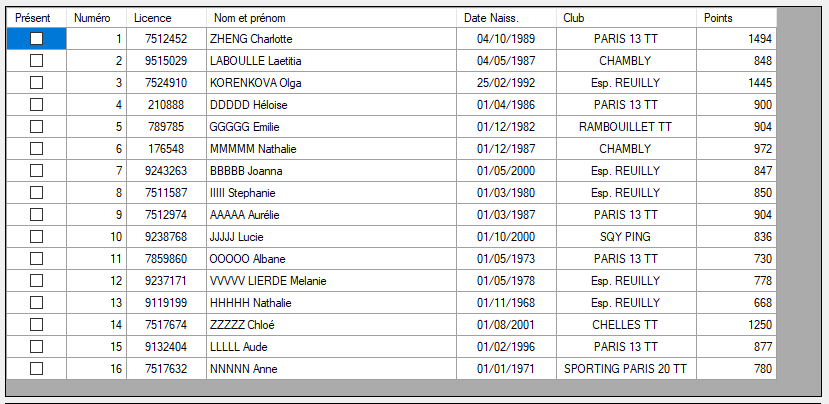 Présent Numéro Licence Nom et prénom Date Naiss. Club Points
1 7512452 ZHENG Charlotte 04/10/1989 PARIS 13 TT 1494
2 9515029 LABOULLE Laetitia 04/05/1987 CHAMBLY 848
3 7524910 KORENKOVA Olga 25/02/1992 Esp. REUILLY 1445
4 210888 DDDDD Héloise 01/04/1986 PARIS 13 TT 900
5 789785 GGGGG Emilie 01/12/1982 RAMBOUILLET TT 904
6 176548 MMMMM Nathalie 01/12/1987 CHAMBLY 972
7 9243263 BBBBB Joanna 01/05/2000 Esp. REUILLY 847
8 7511587 IIIII Stephanie 01/03/1980 Esp. REUILLY 850
9 7512974 AAAAA Aurélie 01/03/1987 PARIS 13 TT 904
10 9238768 JJJJJ Lucie 01/10/2000 SQY PING 836
11 7859860 OOOOO Albane 01/05/1973 PARIS 13 TT 730
12 9237171 VVVVV LIERDE Melanie 01/05/1978 Esp. REUILLY 778
13 9119199 HHHHH Nathalie 01/11/1968 Esp. REUILLY 668
14 7517674 ZZZZZ Chloé 01/08/2001 CHELLES TT 1250
15 9132404 LLLLL Aude 01/02/1996 PARIS 13 TT 877
16 7517632 NNNNN Anne 01/01/1971 SPORTING PARIS 20 TT 780